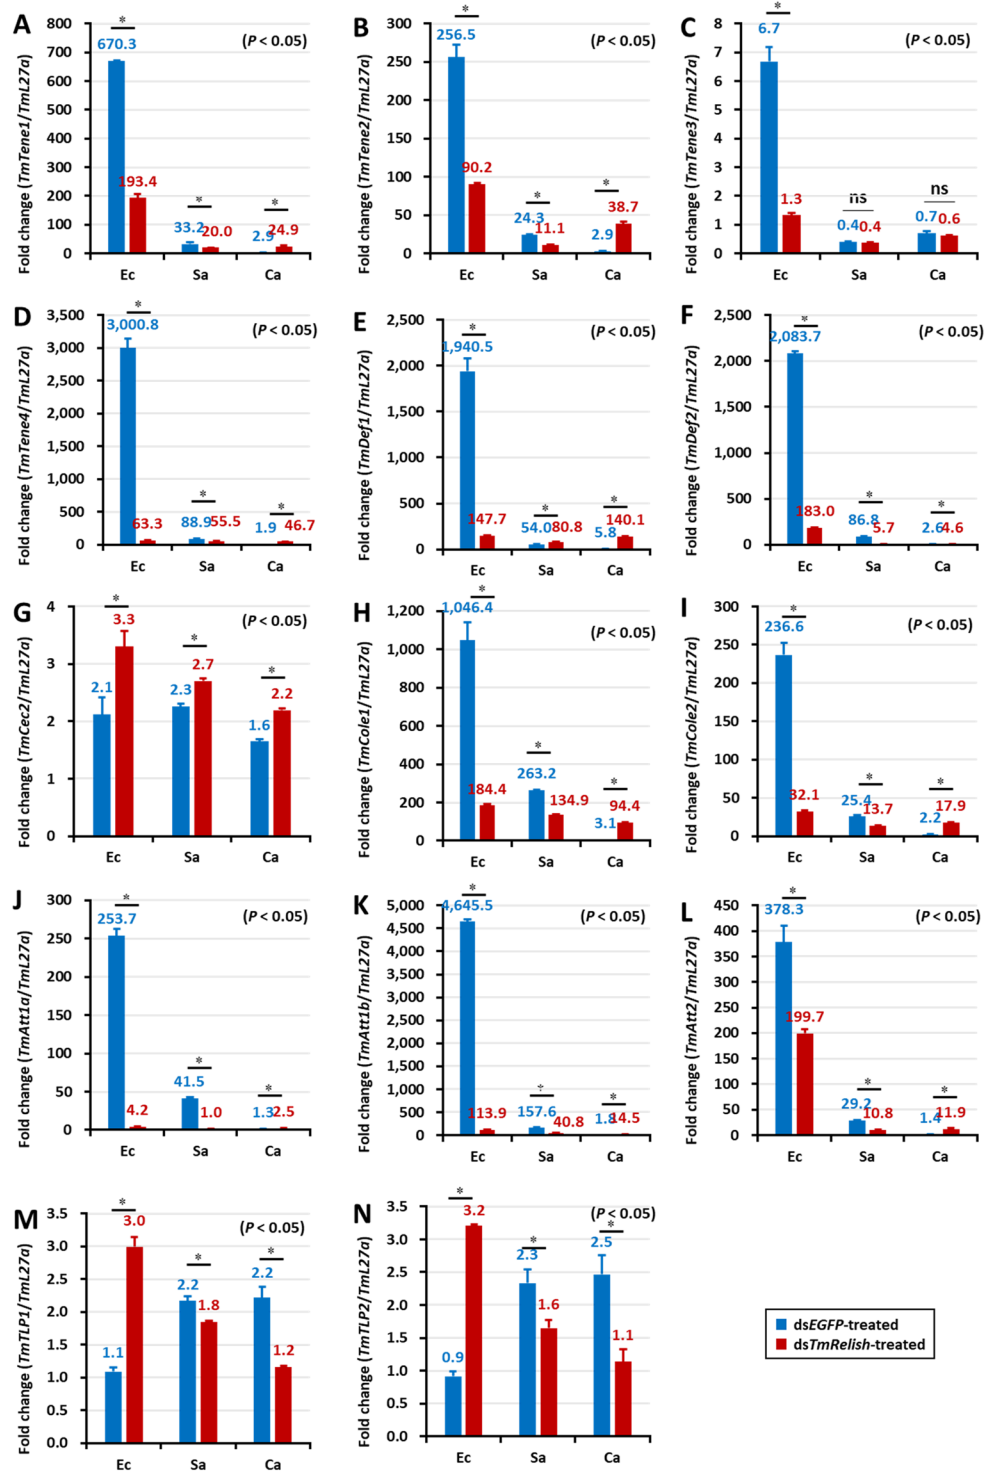 A
Fold change (TmTene1/TmL27a)
800
700
600
500
400
300
200
100
0
*
670.3
193.4
*
33.2
20.0
*
2.9
24.9
(P < 0.05)
Ec
Sa
Ca
B
Fold change (TmTene2/TmL27a)
300
250
200
150
100
50
0
*
256.5
90.2
*
24.3
11.1
*
2.9
38.7
(P < 0.05)
Ec
Sa
Ca
C
Fold change (TmTene3/TmL27a)
8
7
6
5
4
3
2
1
0
*
6.7
1.3
ns
0.4
0.4
ns
0.7
0.6
(P < 0.05)
Ec
Sa
Ca
D
Fold change (TmTene4/TmL27a)
3,500
3,000
2,500
2,000
1,500
1,000
500
0
*
3,000.8
63.3
*
88.9
55.5
*
1.9
46.7
(P < 0.05)
Ec
Sa
Ca
E
Fold change (TmDef1/TmL27a)
2,500
2,000
1,500
1,000
500
0
*
1,940.5
147.7
*
54.0
80.8
*
5.8
140.1
(P < 0.05)
Ec
Sa
Ca
F
Fold change (TmDef2/TmL27a)
2,500
2,000
1,500
1,000
500
0
*
2,083.7
183.0
*
86.8
5.7
*
2.6
4.6
(P < 0.05)
Ec
Sa
Ca
G
Fold change (TmCec2/TmL27a)
4
3
2
1
0
*
2.1
3.3
*
2.3
2.7
*
1.6
2.2
(P < 0.05)
Ec
Sa
Ca
H
Fold change (TmCole1/TmL27a)
1,200
1,000
800
600
400
200
0
*
1,046.4
184.4
*
263.2
134.9
*
3.1
94.4
(P < 0.05)
Ec
Sa
Ca
I
Fold change (TmCole2/TmL27a)
300
250
200
150
100
50
0
*
236.6
32.1
*
25.4
13.7
*
2.2
17.9
(P < 0.05)
Ec
Sa
Ca
J
Fold change (TmAtt1a/TmL27a)
300
250
200
150
100
50
0
*
253.7
4.2
*
41.5
1.0
*
1.3
2.5
(P < 0.05)
Ec
Sa
Ca
K
Fold change (TmAtt1b/TmL27a)
5,000
4,500
4,000
3,500
3,000
2,500
2,000
1,500
1,000
500
0
*
4,645.5
113.9
*
157.6
40.8
*
1.8
14.5
(P < 0.05)
Ec
Sa
Ca
L
Fold change (TmAtt2/TmL27a)
450
400
350
300
250
200
150
100
50
0
*
378.3
199.7
*
29.2
10.8
*
1.4
11.9
(P < 0.05)
Ec
Sa
Ca
M
Fold change (TmTLP1/TmL27a)
3.5
3.0
2.5
2.0
1.5
1.0
0.5
0.0
*
1.1
3.0
*
2.2
1.8
*
2.2
1.2
(P < 0.05)
Ec
Sa
Ca
N
Fold change (TmTLP2/TmL27a)
3.5
3.0
2.5
2.0
1.5
1.0
0.5
0.0
*
0.9
3.2
*
2.3
1.6
*
2.5
1.1
(P < 0.05)
Ec
Sa
Ca
dsEGFP-treated
dsTmRelish-treated